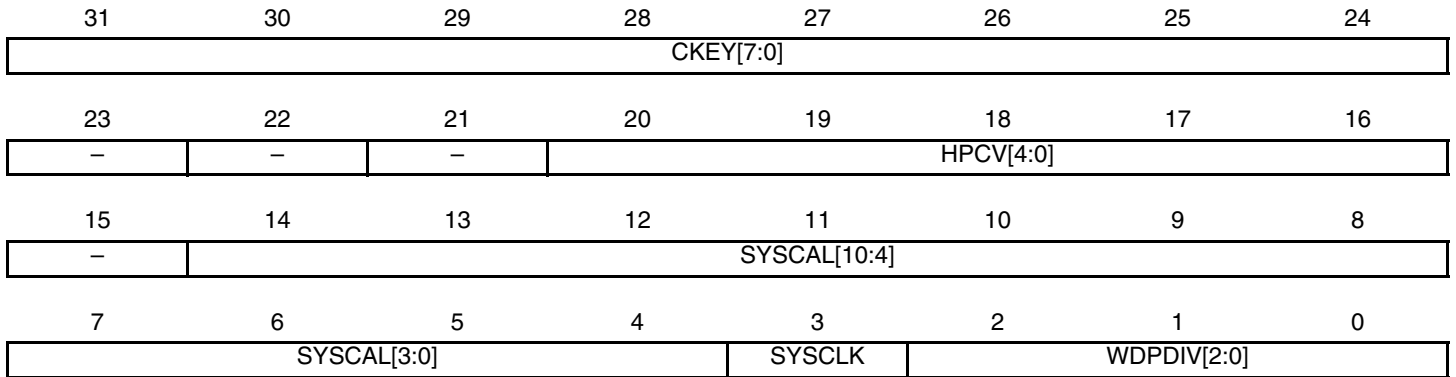 31 30 29 28 27 26 25 24
CKEY[7:0]
23 22 21 20 19 18 17 16
– – – HPCV[4:0]
15 14 13 12 11 10 9 8
– SYSCAL[10:4]
7 6 5 4 3 2 1 0
SYSCAL[3:0] SYSCLK WDPDIV[2:0]